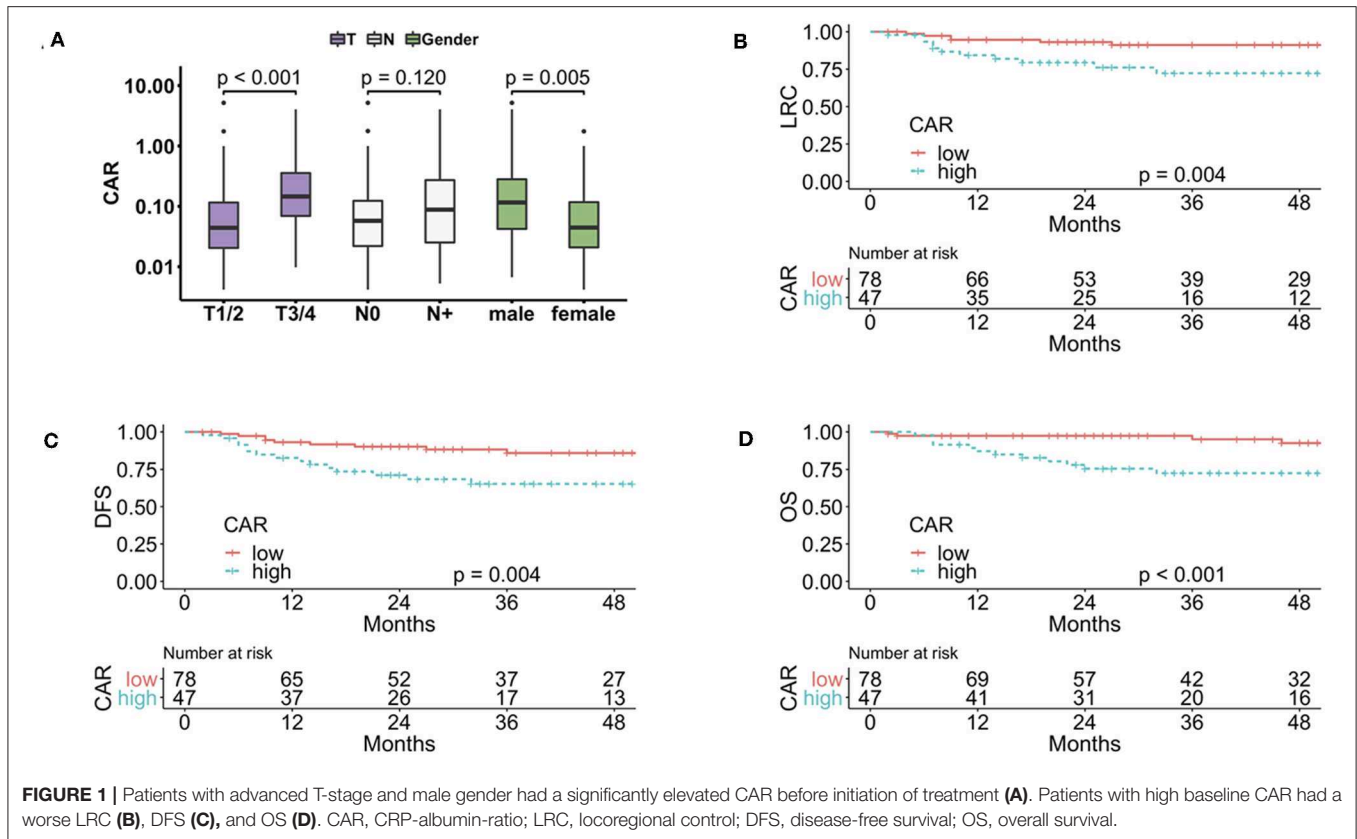 A
T N Gender
p < 0.001 p = 0.120 p = 0.005
10.00
1.00
0.10
0.01
CAR
T1/2 T3/4 N0 N+ male female
B
1.00
0.75
0.50
0.25
0.00
LRC
CAR
low
high
p = 0.004
0 12 24 36 48
Months
Number at risk
CAR
low 78 66 53 39 29
high 47 35 25 16 12
0 12 24 36 48
Months
C
1.00
0.75
0.50
0.25
0.00
DFS
CAR
low
high
p = 0.004
0 12 24 36 48
Months
Number at risk
CAR
low 78 65 52 37 27
high 47 37 26 17 13
0 12 24 36 48
Months
D
1.00
0.75
0.50
0.25
0.00
OS
CAR
low
high
p < 0.001
0 12 24 36 48
Months
Number at risk
CAR
low 78 69 57 42 32
high 47 41 31 20 16
0 12 24 36 48
Months
FIGURE 1 | Patients with advanced T-stage and male gender had a significantly elevated CAR before initiation of treatment (A). Patients with high baseline CAR had a
worse LRC (B), DFS (C), and OS (D). CAR, CRP-albumin-ratio; LRC, locoregional control; DFS, disease-free survival; OS, overall survival.